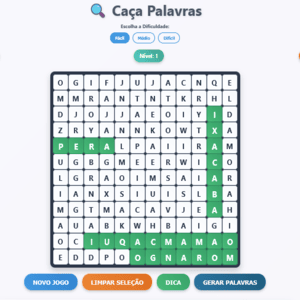 Caça Palavras
Escolha a Dificuldade:
Fácil Médio Difícil
Nível: 1
O G I F J U J A C N Q E
M M R A N T N T K R H L
D J O J J A E O I Y I D
Z R Y A N N K O W T X A
P E R A L P A T I R A M
U G B G M E E R W I C O
L G R A O I M S A I A R
I A N X S I U I S L B A
M G T M A C A V J E A H
A U A B K W H B A I G I
O C I U Q A C M A M A O
E D D P O O G N A R O M
NOVO JOGO LIMPAR SELEÇÃO DICA GERAR PALAVRAS